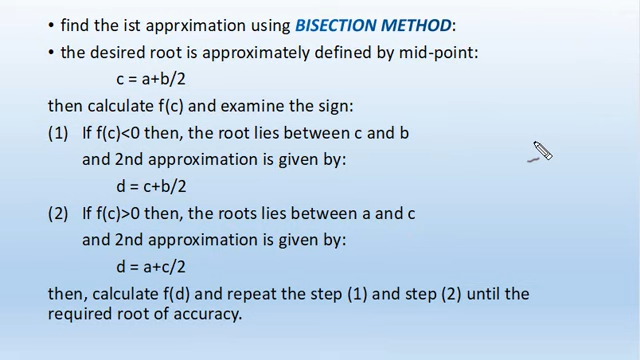 • find the ist apprximation using BISECTION METHOD:
• the desired root is approximately defined by mid-point:
c = a+b/2
then calculate f(c) and examine the sign:
(1) If f(c)<0 then, the root lies between c and b
and 2nd approximation is given by:
d = c+b/2
(2) If f(c)>0 then, the roots lies between a and c
and 2nd approximation is given by:
d = a+c/2
then, calculate f(d) and repeat the step (1) and step (2) until the
required root of accuracy.